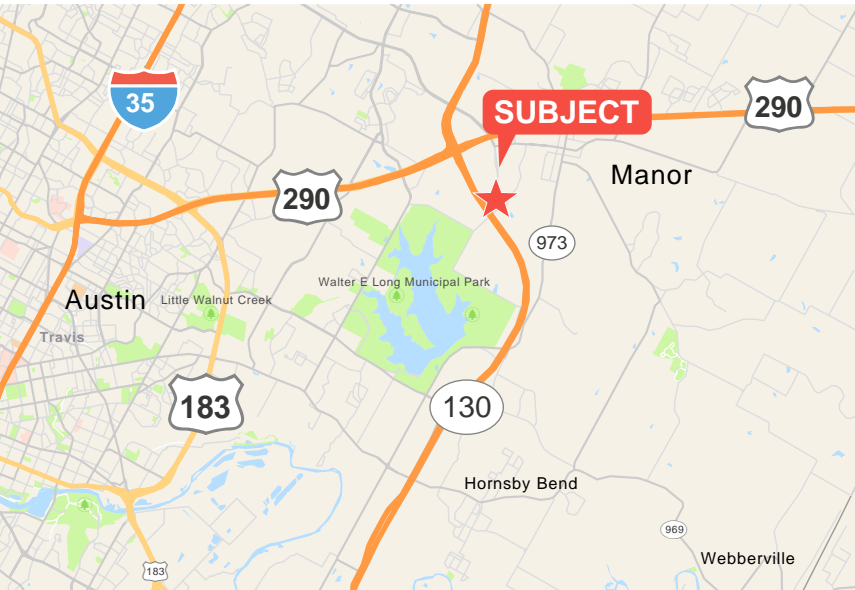 35
SUBJECT
290
Manor
290
973
Walter E Long Municipal Park
Austin
Little Walnut Creek
Travis
183
130
Hornsby Bend
969
Webberville
183